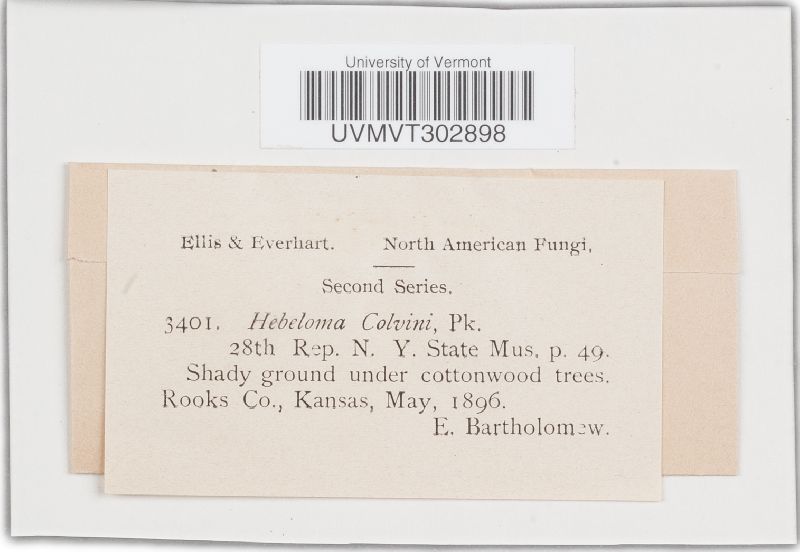 University of Vermont
UVMVT302898
Ellis & Everhart. North American Fungi,
Second Series.
3401. Hebeloma Colvini, Pk.
28th Rep. N. Y. State Mus. p. 49.
Shady ground under cottonwood trees.
Rooks Co., Kansas, May, 1896.
E. Bartholomew.